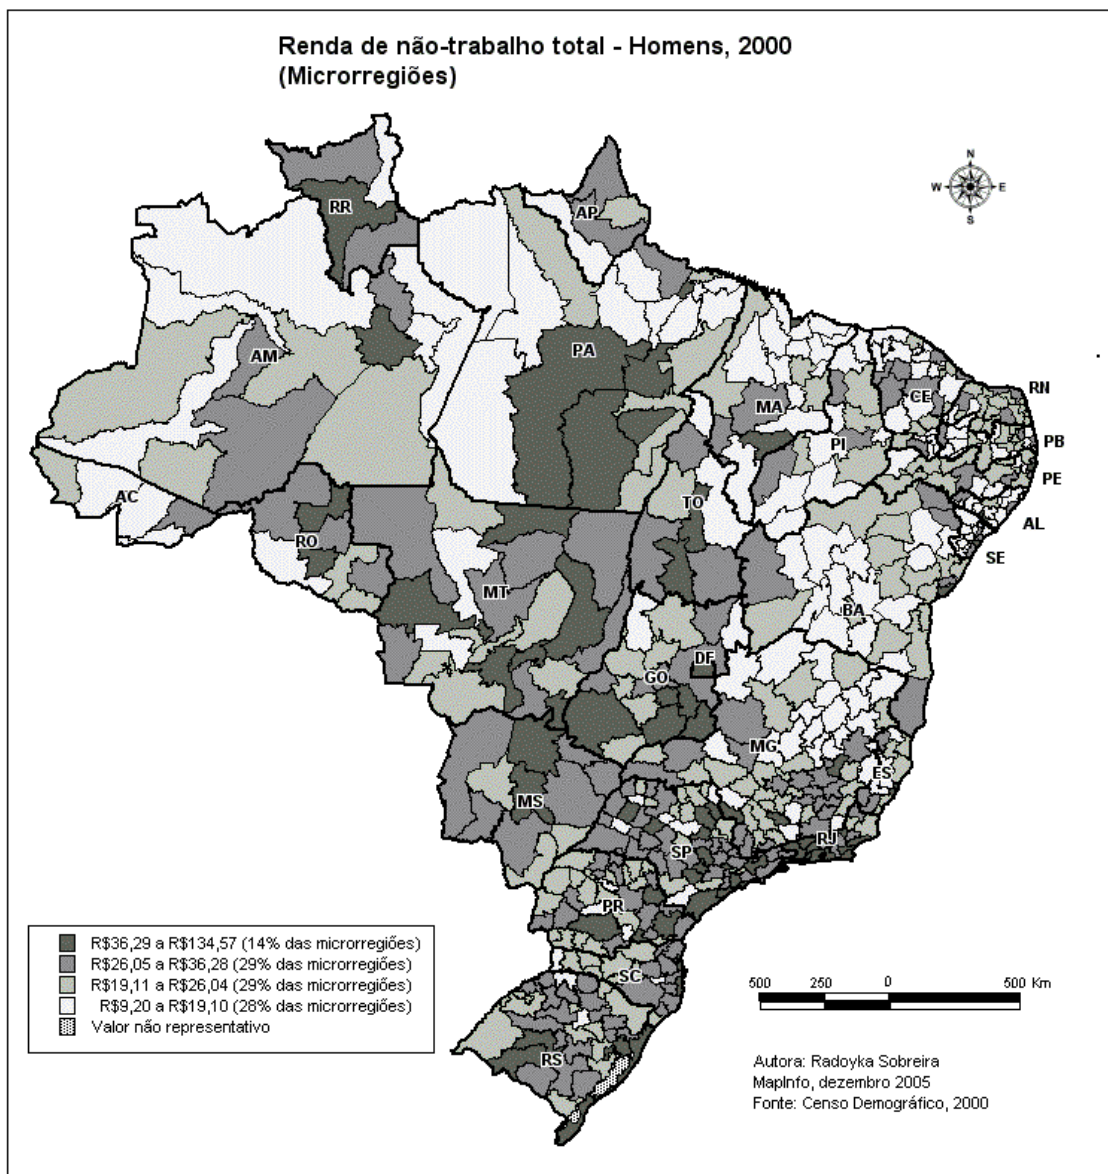 Renda de não-trabalho total - Homens, 2000
(Microrregiões)
N
W
E
S
RR
AP
AM
PA
MA
CE
RN
PB
PE
AL
SE
PI
AC
TO
RO
MT
BA
DF
GO
MG
ES
MS
RJ
SP
PR
SC
RS
R$36,29 a R$134,57 (14% das microrregiões)
R$26,05 a R$36,28 (29% das microrregiões)
R$19,11 a R$26,04 (29% das microrregiões)
R$9,20 a R$19,10 (28% das microrregiões)
Valor não representativo
500 250 0 500 Km
Autora: Radoyka Sobreira
MapInfo, dezembro 2005
Fonte: Censo Demográfico, 2000